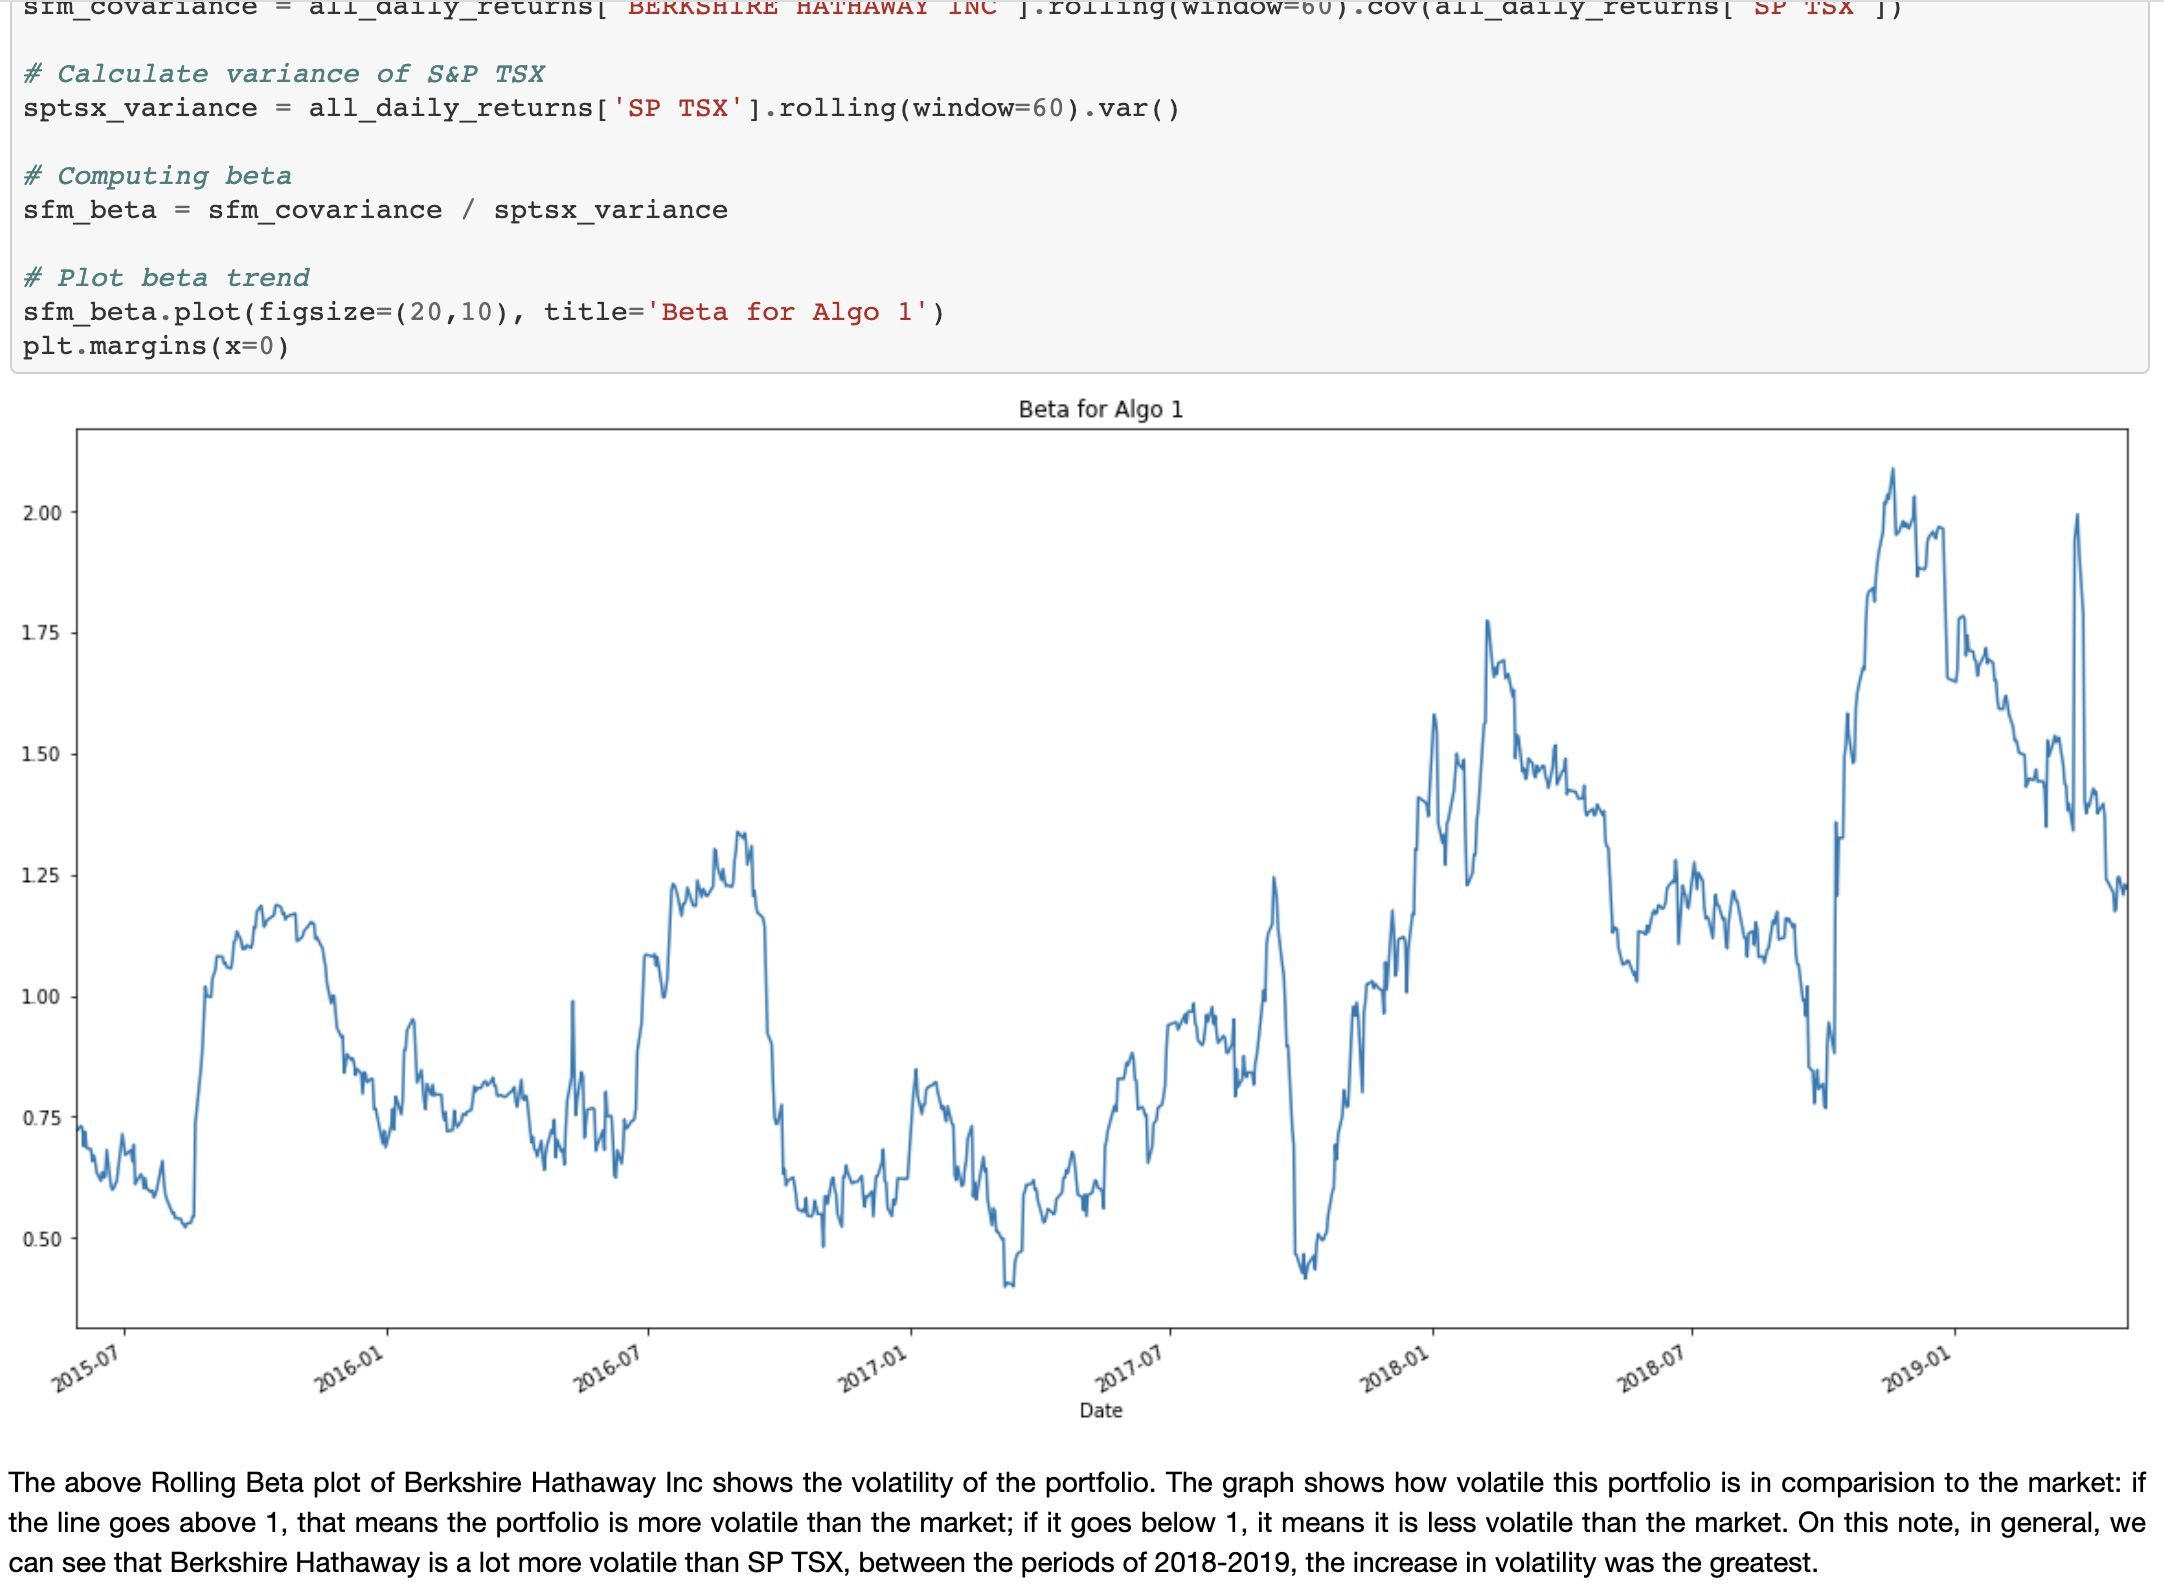 sfm_covariance = all_daily_returns['BERKSHIRE HATHAWAY INC'].rolling(window=60).cov(all_daily_returns['SP TSX'])
# Calculate variance of S&P TSX
sptsx_variance = all_daily_returns['SP TSX'].rolling(window=60).var()
# Computing beta
sfm_beta = sfm_covariance / sptsx_variance
# Plot beta trend
sfm_beta.plot(figsize=(20,10), title='Beta for Algo 1')
plt.margins(x=0)
Beta for Algo 1
2.00
1.75
1.50
1.25
1.00
0.75
0.50
2015-07
2016-01
2016-07
2017-01
2017-07
2018-01
2018-07
2019-01
Date
The above Rolling Beta plot of Berkshire Hathaway Inc shows the volatility of the portfolio. The graph shows how volatile this portfolio is in comparision to the market: if
the line goes above 1, that means the portfolio is more volatile than the market; if it goes below 1, it means it is less volatile than the market. On this note, in general, we
can see that Berkshire Hathaway is a lot more volatile than SP TSX, between the periods of 2018-2019, the increase in volatility was the greatest.